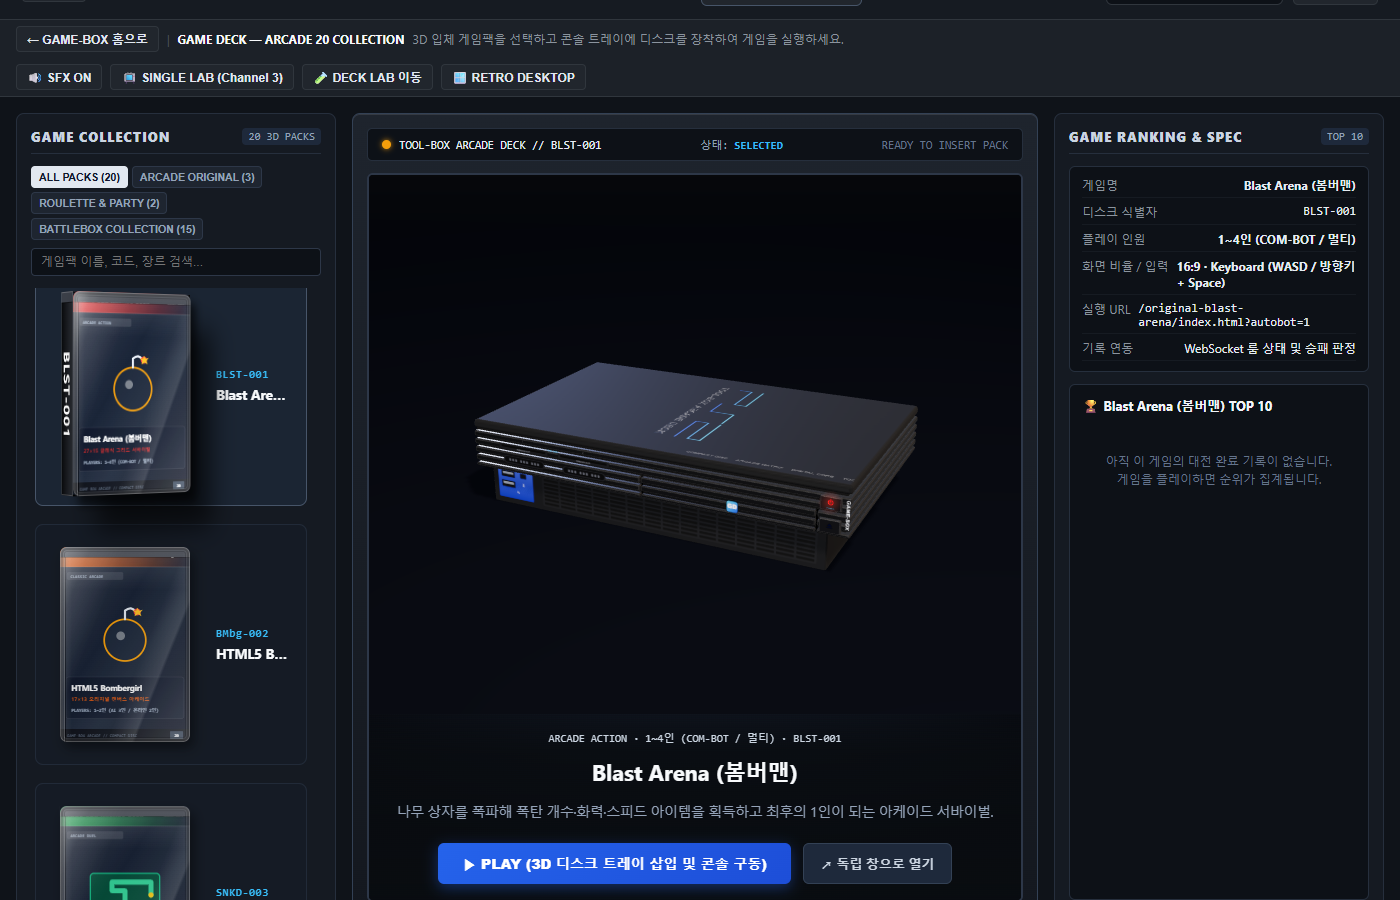 ← GAME-BOX 홈으로
GAME DECK — ARCADE 20 COLLECTION 3D 입체 게임팩을 선택하고 콘솔 트레이에 디스크를 장착하여 게임을 실행하세요.
SFX ON
SINGLE LAB (Channel 3)
DECK LAB 이동
RETRO DESKTOP
GAME COLLECTION
20 3D PACKS
ALL PACKS (20)
ARCADE ORIGINAL (3)
ROULETTE & PARTY (2)
BATTLEBOX COLLECTION (15)
게임팩 이름, 코드, 장르 검색...
ARCADE ACTION
BLST-001
Blast Arena (봄버맨)
PLAYERS: 1~4인 (COM-BOT / 멀티)
BLST-001
Blast Are...
CLASSIC ARCADE
HTML5 Bombergirl
BMbg-002
HTML5 B...
SNKD-003
TOOL-BOX ARCADE DECK // BLST-001
상태: SELECTED
READY TO INSERT PACK
GAME-BOX
ARCADE ACTION · 1~4인 (COM-BOT / 멀티) · BLST-001
Blast Arena (봄버맨)
나무 상자를 폭파해 폭탄 개수·화력·스피드 아이템을 획득하고 최후의 1인이 되는 아케이드 서바이벌.
▶ PLAY (3D 디스크 트레이 삽입 및 콘솔 구동)
↗ 독립 창으로 열기
GAME RANKING & SPEC
TOP 10
게임명 Blast Arena (봄버맨)
디스크 식별자 BLST-001
플레이 인원 1~4인 (COM-BOT / 멀티)
화면 비율 / 입력 16:9 · Keyboard (WASD / 방향키
+ Space)
실행 URL /original-blast-
arena/index.html?autobot=1
기록 연동 WebSocket 룸 상태 및 승패 판정
🏆 Blast Arena (봄버맨) TOP 10
아직 이 게임의 대전 완료 기록이 없습니다.
게임을 플레이하면 순위가 집계됩니다.